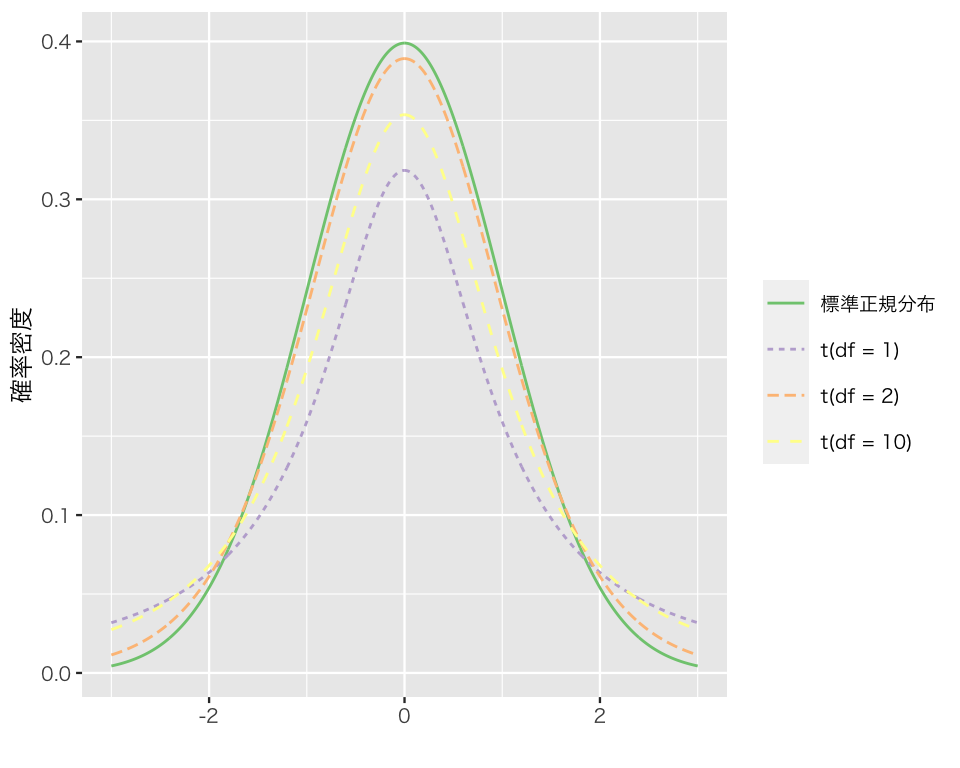 確率密度
0.4
0.3
0.2
0.1
0.0
-2
0
2
標準正規分布
t(df = 1)
t(df = 2)
t(df = 10)